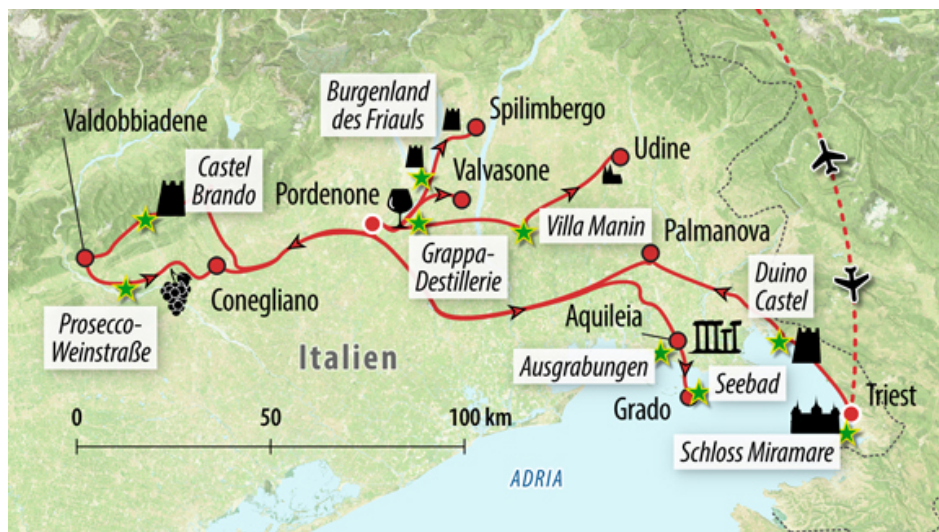 Burgenland
des Friauls
Spilimbergo
Valdobbiadene
Castel
Brando
Pordenone
Valvasone
Udine
Villa Manin
Palmanova
Grappa-
Destillerie
Duino
Castel
Conegliano
Prosecco-
Weinstraße
Aquileia
Italien
Ausgrabungen
Seebad
Grado
Triest
Schloss Miramare
0
50
100 km
ADRIA